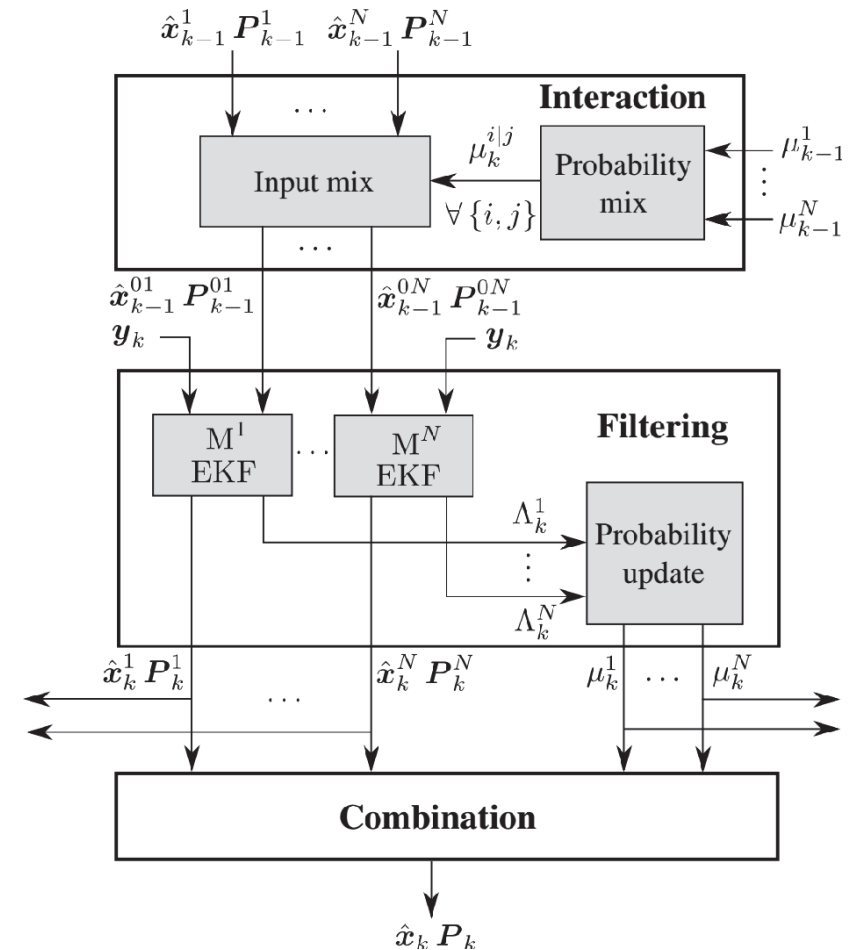 x̂¹ₖ₋₁ P¹ₖ₋₁ x̂ᴺₖ₋₁ Pᴺₖ₋₁
Interaction
...
μₖ^{i|j}
Input mix
Probability
mix
μ¹ₖ₋₁
⋮
∀ {i, j}
μᴺₖ₋₁
...
x̂⁰¹ₖ₋₁ P⁰¹ₖ₋₁ x̂⁰ᴺₖ₋₁ P⁰ᴺₖ₋₁
yₖ yₖ
Filtering
M¹
EKF
...
Mᴺ
EKF
Λ¹ₖ
⋮
Λᴺₖ
Probability
update
x̂¹ₖ P¹ₖ x̂ᴺₖ Pᴺₖ μ¹ₖ ... μᴺₖ
...
Combination
x̂ₖ Pₖ